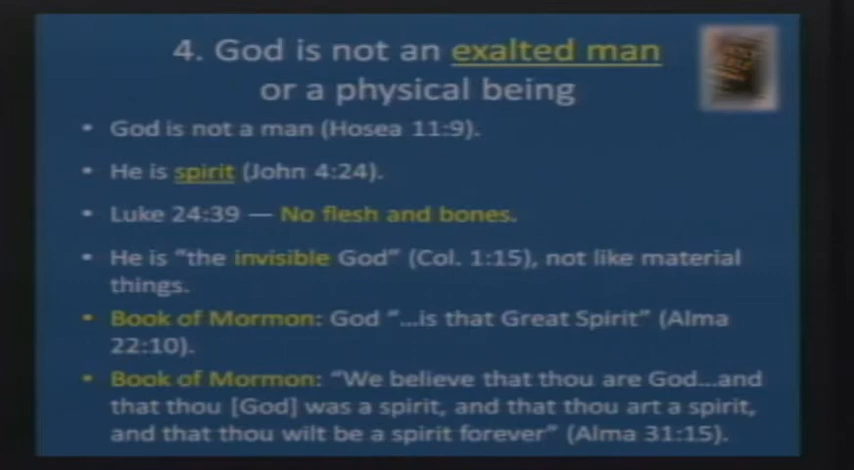 4. God is not an exalted man
or a physical being
• God is not a man (Hosea 11:9).
• He is spirit (John 4:24).
• Luke 24:39 — No flesh and bones.
• He is “the invisible God” (Col. 1:15), not like material
things.
• Book of Mormon: God “...is that Great Spirit” (Alma
22:10).
• Book of Mormon: “We believe that thou are God...and
that thou [God] was a spirit, and that thou art a spirit,
and that thou wilt be a spirit forever” (Alma 31:15).